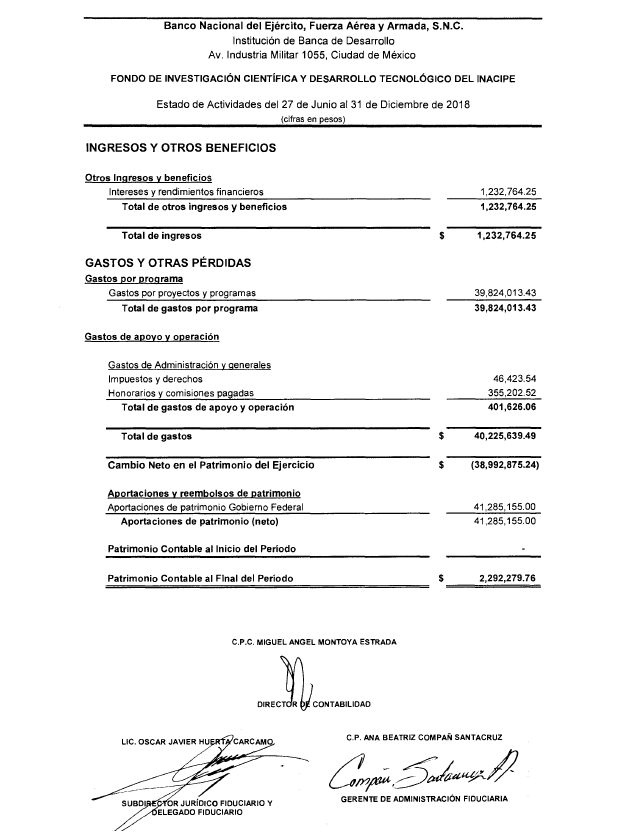 Banco Nacional del Ejército, Fuerza Aérea y Armada, S.N.C.
Institución de Banca de Desarrollo
Av. Industria Militar 1055, Ciudad de México
FONDO DE INVESTIGACIÓN CIENTÍFICA Y DESARROLLO TECNOLÓGICO DEL INACIPE
Estado de Actividades del 27 de Junio al 31 de Diciembre de 2018
(cifras en pesos)
INGRESOS Y OTROS BENEFICIOS
Otros Ingresos y beneficios
Intereses y rendimientos financieros 1,232,764.25
Total de otros ingresos y beneficios 1,232,764.25
Total de ingresos $ 1,232,764.25
GASTOS Y OTRAS PÉRDIDAS
Gastos por programa
Gastos por proyectos y programas 39,824,013.43
Total de gastos por programa 39,824,013.43
Gastos de apoyo y operación
Gastos de Administración y generales
Impuestos y derechos 46,423.54
Honorarios y comisiones pagadas 355,202.52
Total de gastos de apoyo y operación 401,626.06
Total de gastos $ 40,225,639.49
Cambio Neto en el Patrimonio del Ejercicio $ (38,992,875.24)
Aportaciones y reembolsos de patrimonio
Aportaciones de patrimonio Gobierno Federal 41,285,155.00
Aportaciones de patrimonio (neto) 41,285,155.00
Patrimonio Contable al Inicio del Periodo -
Patrimonio Contable al FInal del Periodo $ 2,292,279.76
C.P.C. MIGUEL ANGEL MONTOYA ESTRADA
DIRECTOR DE CONTABILIDAD
LIC. OSCAR JAVIER HUERTA CARCAMO
C.P. ANA BEATRIZ COMPAÑ SANTACRUZ
Compañ Santacruz A.
SUBDIRECTOR JURÍDICO FIDUCIARIO Y
DELEGADO FIDUCIARIO
GERENTE DE ADMINISTRACIÓN FIDUCIARIA